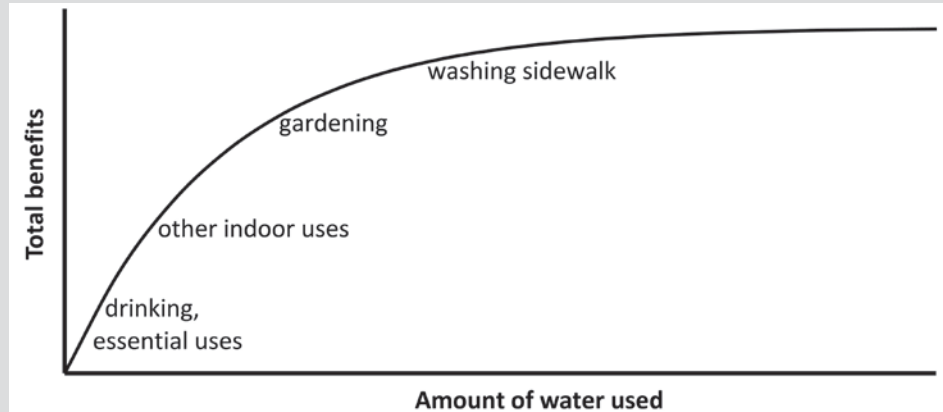 Total benefits
washing sidewalk
gardening
other indoor uses
drinking,
essential uses
Amount of water used